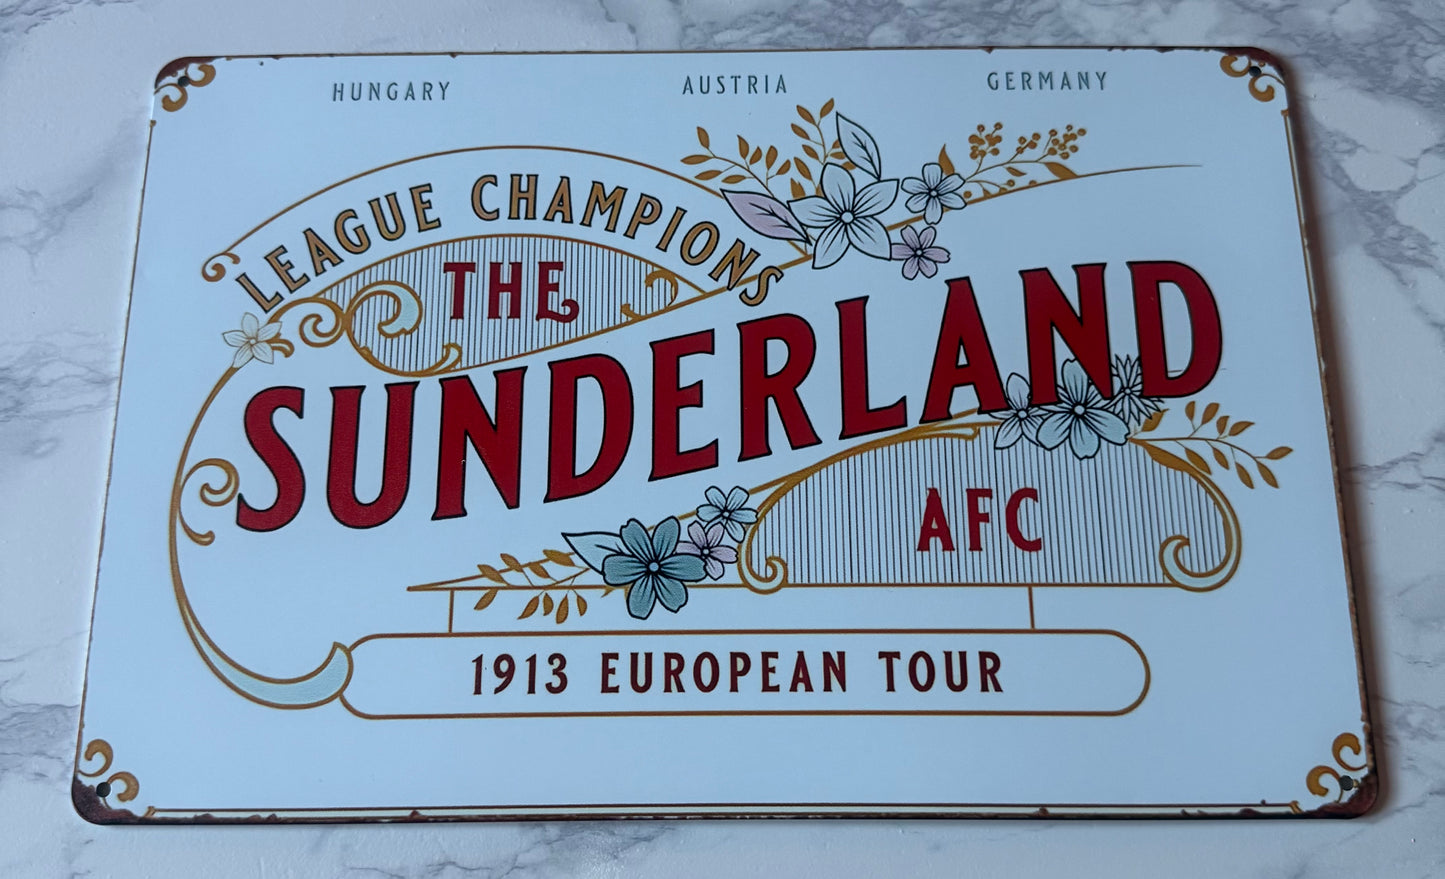 HUNGARY AUSTRIA GERMANY
LEAGUE CHAMPIONS
THE
SUNDERLAND
AFC
1913 EUROPEAN TOUR